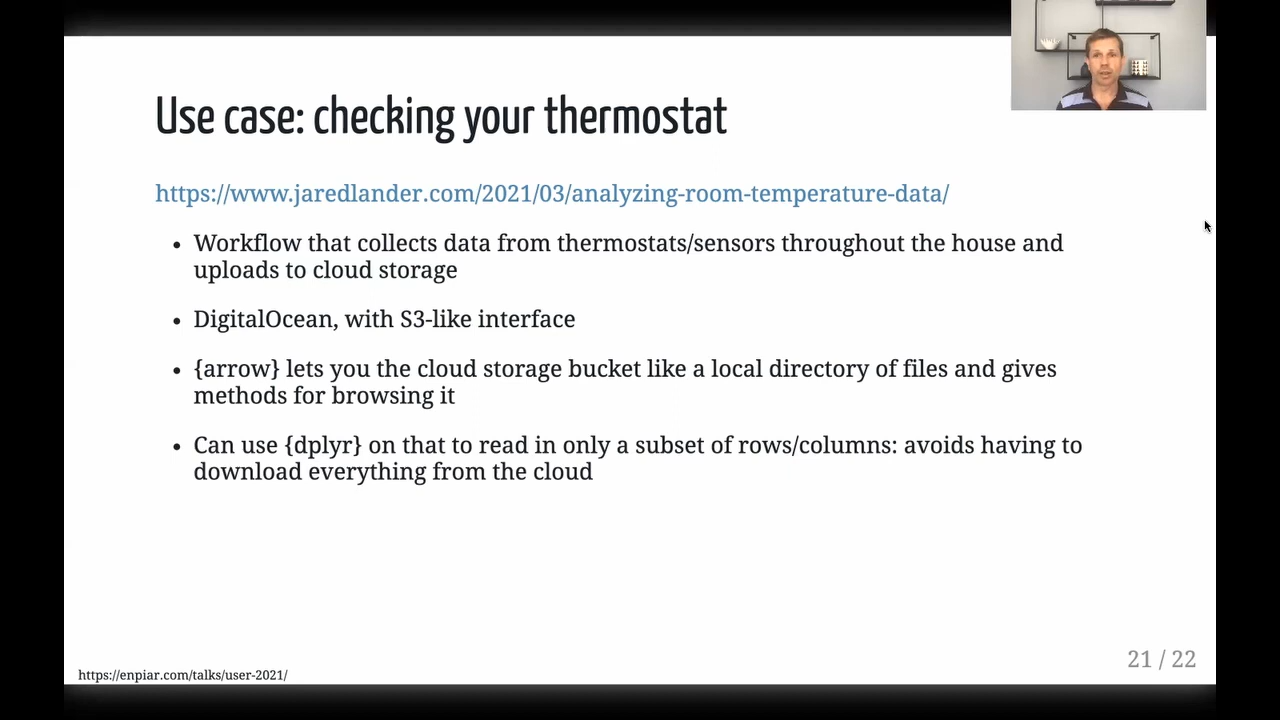 Use case: checking your thermostat
https://www.jaredlander.com/2021/03/analyzing-room-temperature-data/
• Workflow that collects data from thermostats/sensors throughout the house and
uploads to cloud storage
• DigitalOcean, with S3-like interface
• {arrow} lets you the cloud storage bucket like a local directory of files and gives
methods for browsing it
• Can use {dplyr} on that to read in only a subset of rows/columns: avoids having to
download everything from the cloud
21 / 22
https://enpiar.com/talks/user-2021/